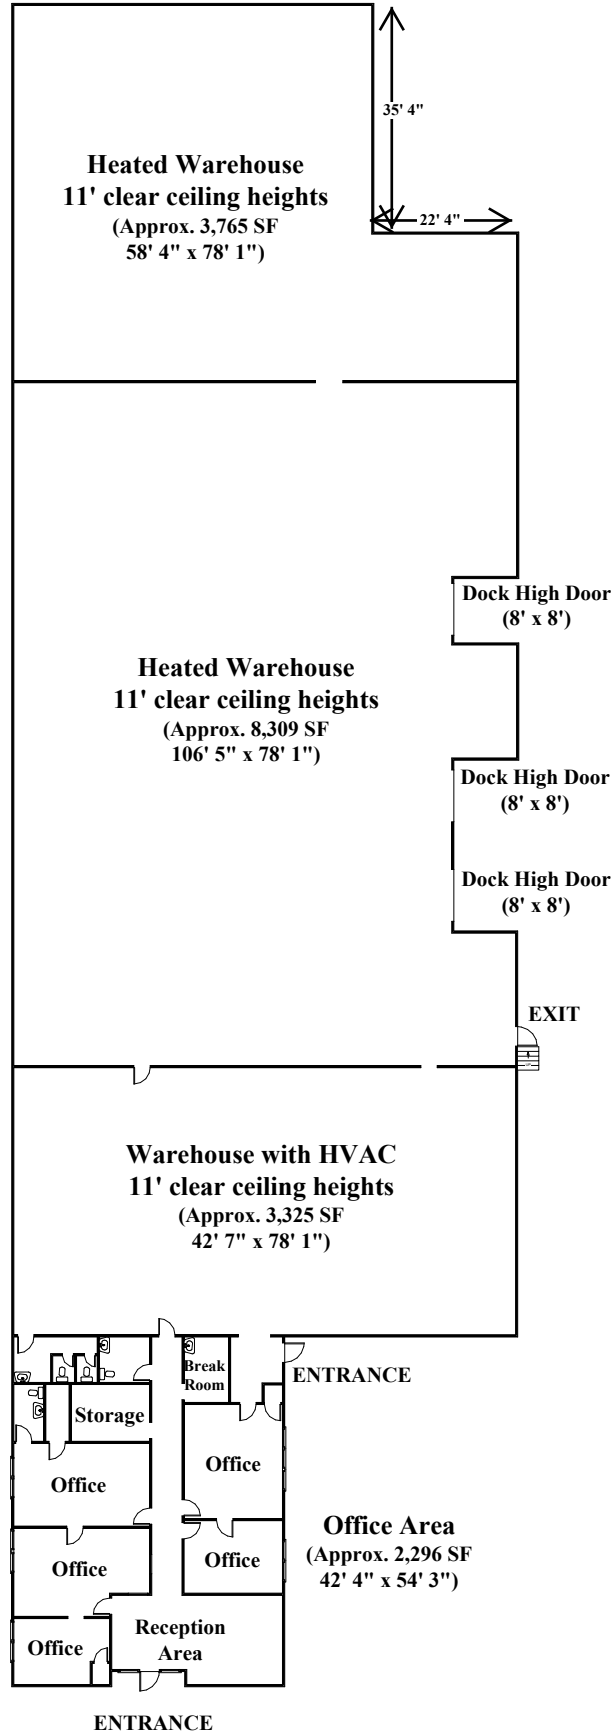 35' 4"
Heated Warehouse
11' clear ceiling heights
(Approx. 3,765 SF
58' 4" x 78' 1")
22' 4"
Dock High Door
(8' x 8')
Heated Warehouse
11' clear ceiling heights
(Approx. 8,309 SF
106' 5" x 78' 1")
Dock High Door
(8' x 8')
Dock High Door
(8' x 8')
EXIT
Warehouse with HVAC
11' clear ceiling heights
(Approx. 3,325 SF
42' 7" x 78' 1")
Break
Room
ENTRANCE
Storage
Office
Office
Office Area
(Approx. 2,296 SF
42' 4" x 54' 3")
Office
Office
Reception
Area
Office
ENTRANCE